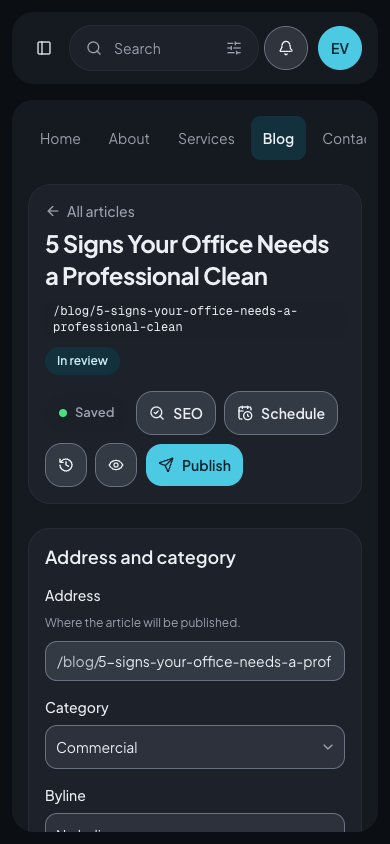 Search
EV
Home About Services Blog
All articles
5 Signs Your Office Needs
a Professional Clean
/blog/5-signs-your-office-needs-a-
professional-clean
In review
Saved SEO Schedule
Publish
Address and category
Address
Where the article will be published.
/blog/5-signs-your-office-needs-a-prof
Category
Commercial
Byline